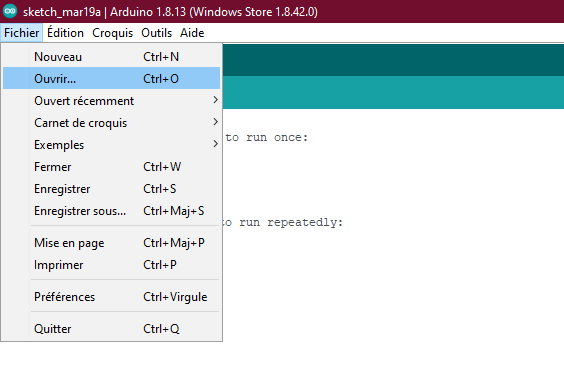 sketch_mar19a | Arduino 1.8.13 (Windows Store 1.8.42.0)
Fichier Édition Croquis Outils Aide
Nouveau Ctrl+N
Ouvrir... Ctrl+O
Ouvert récemment
Carnet de croquis
to run once:
Exemples
Fermer Ctrl+W
Enregistrer Ctrl+S
Enregistrer sous... Ctrl+Maj+S
to run repeatedly:
Mise en page Ctrl+Maj+P
Imprimer Ctrl+P
Préférences Ctrl+Virgule
Quitter Ctrl+Q